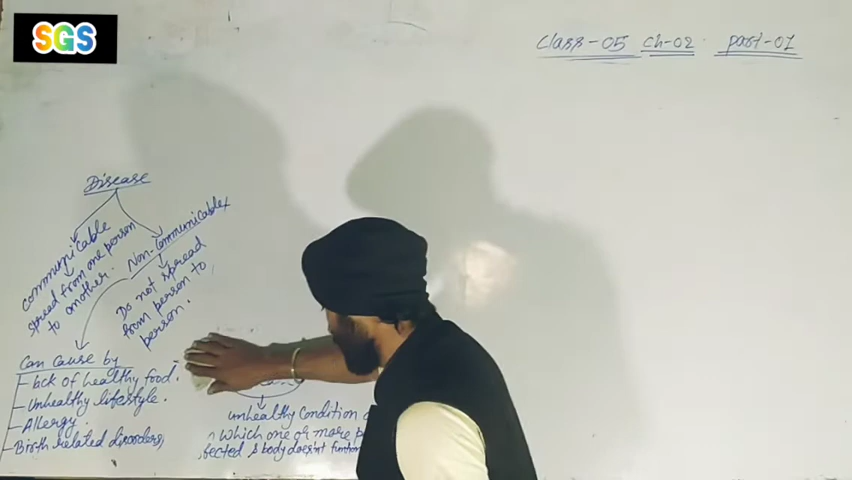 SGS
Class-05 ch-02 part-01
Disease
communicable
spread from one person
to another.
Non-Communicable
Do not spread
from person to
person.
Can cause by
lack of healthy food.
Unhealthy lifestyle.
Allergy.
Birth related disorders,
unhealthy Condition
which one or more
fected & body doesn't function